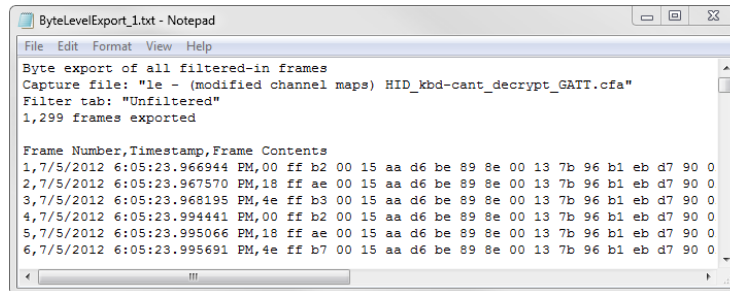 ByteLevelExport_1.txt - Notepad
File Edit Format View Help
Byte export of all filtered-in frames
Capture file: "le - (modified channel maps) HID_kbd-cant_decrypt_GATT.cfa"
Filter tab: "Unfiltered"
1,299 frames exported
Frame Number,Timestamp,Frame Contents
1,7/5/2012 6:05:23.966944 PM,00 ff b2 00 15 aa d6 be 89 8e 00 13 7b 96 b1 eb d7 90 0
2,7/5/2012 6:05:23.967570 PM,18 ff ae 00 15 aa d6 be 89 8e 00 13 7b 96 b1 eb d7 90 0
3,7/5/2012 6:05:23.968195 PM,4e ff b3 00 15 aa d6 be 89 8e 00 13 7b 96 b1 eb d7 90 0
4,7/5/2012 6:05:23.994441 PM,00 ff b2 00 15 aa d6 be 89 8e 00 13 7b 96 b1 eb d7 90 0
5,7/5/2012 6:05:23.995066 PM,18 ff ae 00 15 aa d6 be 89 8e 00 13 7b 96 b1 eb d7 90 0
6,7/5/2012 6:05:23.995691 PM,4e ff b7 00 15 aa d6 be 89 8e 00 13 7b 96 b1 eb d7 90 0